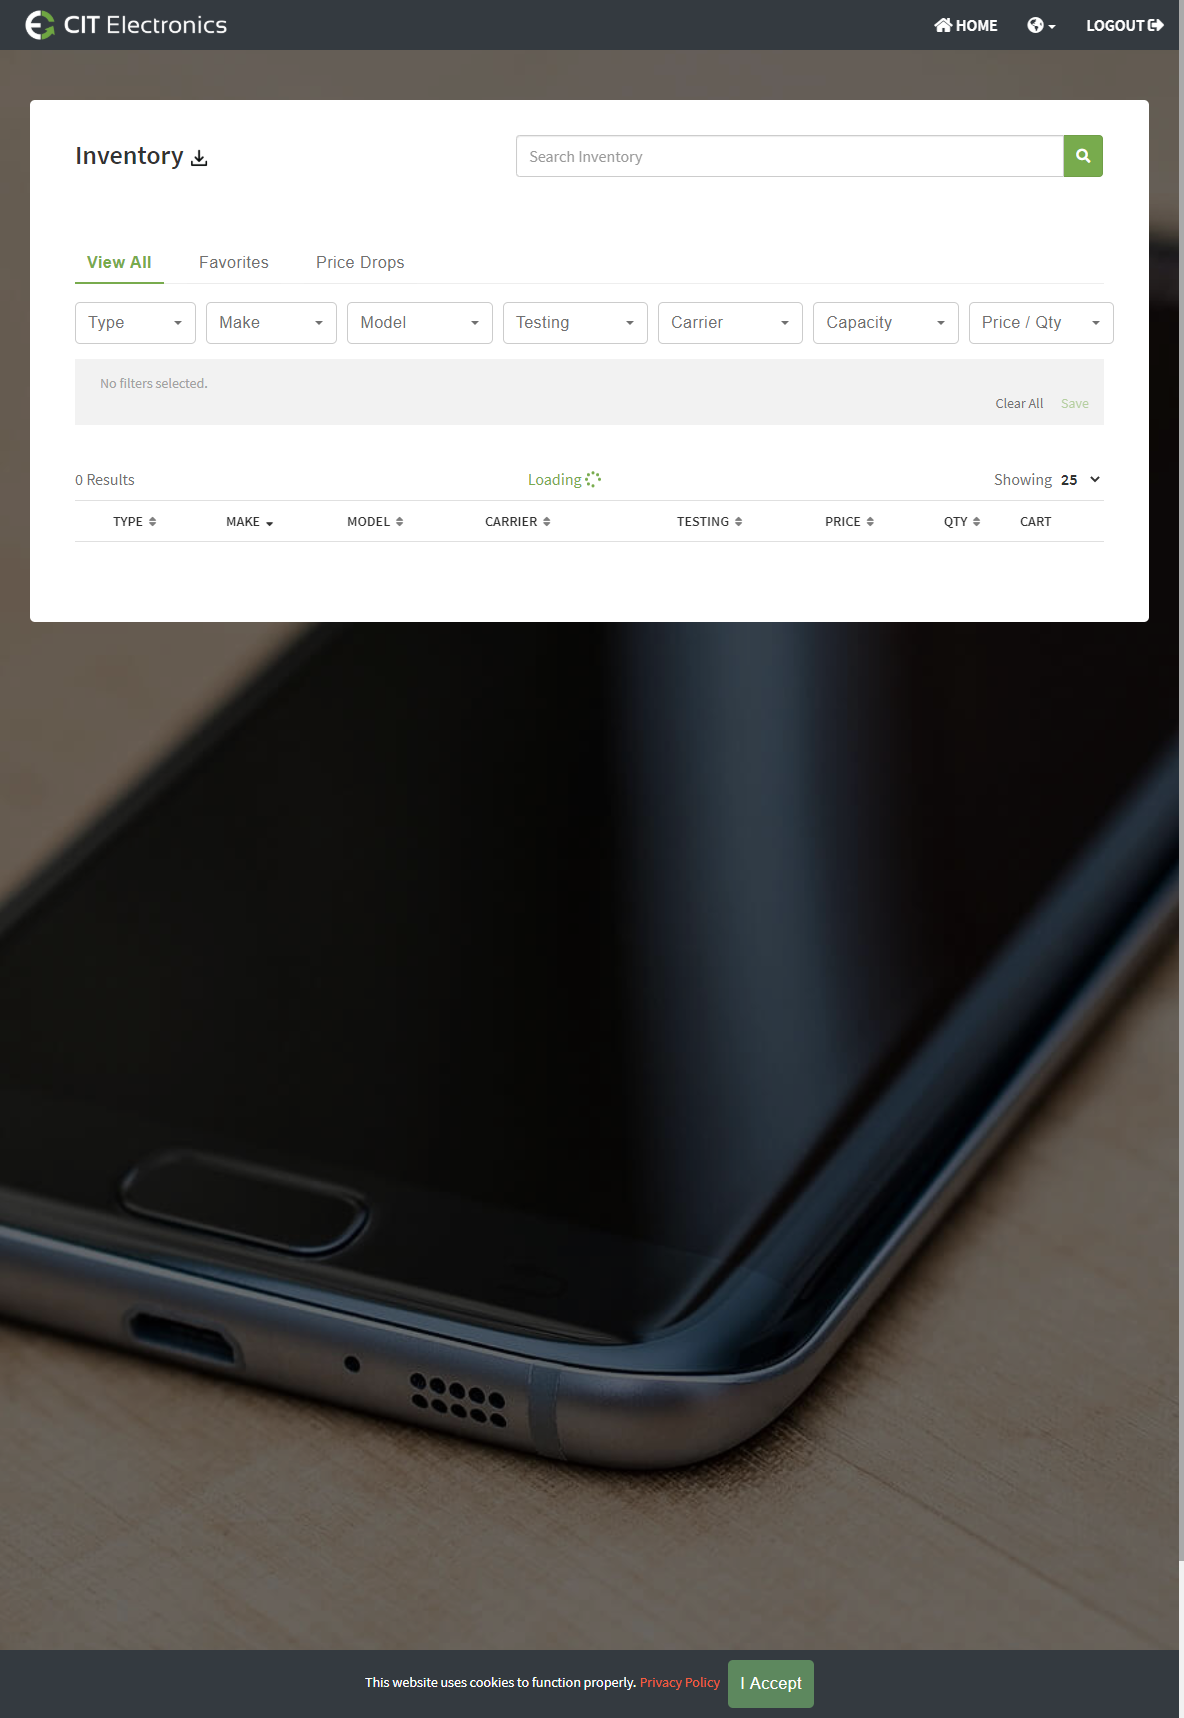 CIT Electronics
HOME
LOGOUT
Inventory
Search Inventory
View All
Favorites
Price Drops
Type
Make
Model
Testing
Carrier
Capacity
Price / Qty
No filters selected.
Clear All
Save
0 Results
Loading
Showing 25
TYPE
MAKE
MODEL
CARRIER
TESTING
PRICE
QTY
CART
This website uses cookies to function properly. Privacy Policy
I Accept